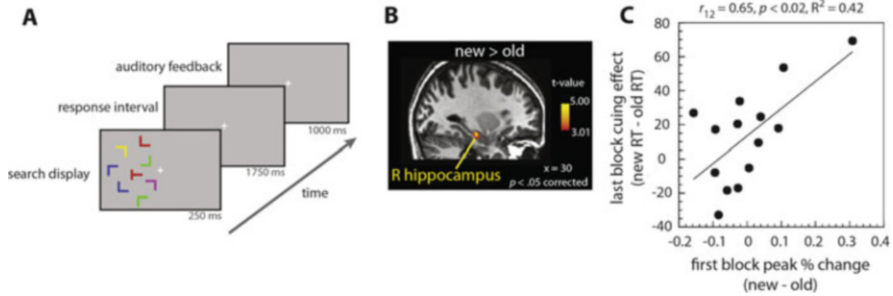 A
auditory feedback
response interval
search display
1000 ms
1750 ms
250 ms
time
B
new > old
t-value
5.00
3.01
R hippocampus
x = 30
p < .05 corrected
C
r12 = 0.65, p < 0.02, R² = 0.42
last block cuing effect
(new RT - old RT)
80
60
40
20
0
-20
-40
-0.2 -0.1 0 0.1 0.2 0.3 0.4
first block peak % change
(new - old)